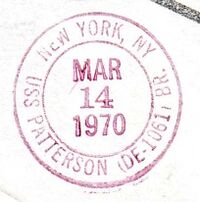 USS PATTERSON (DE-1061) BR.
NEW YORK, NY.
MAR
14
1970